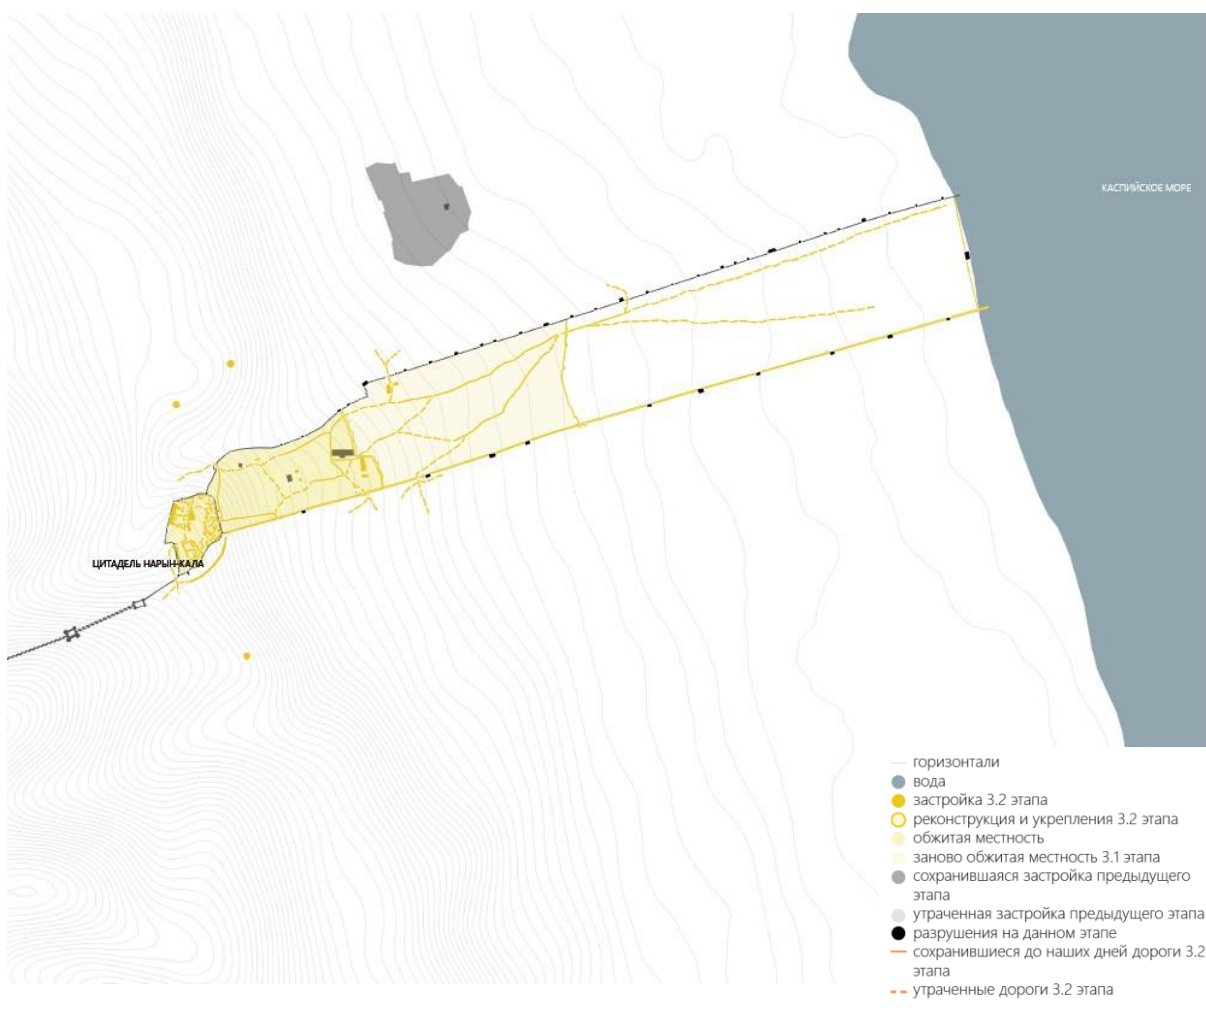 КАСПИЙСКОЕ МОРЕ
ЦИТАДЕЛЬ НАРЫН-КАЛА
горизонтали
вода
застройка 3.2 этапа
реконструкция и укрепления 3.2 этапа
обжитая местность
заново обжитая местность 3.1 этапа
сохранившаяся застройка предыдущего
этапа
утраченная застройка предыдущего этапа
разрушения на данном этапе
сохранившиеся до наших дней дороги 3.2
этапа
утраченные дороги 3.2 этапа